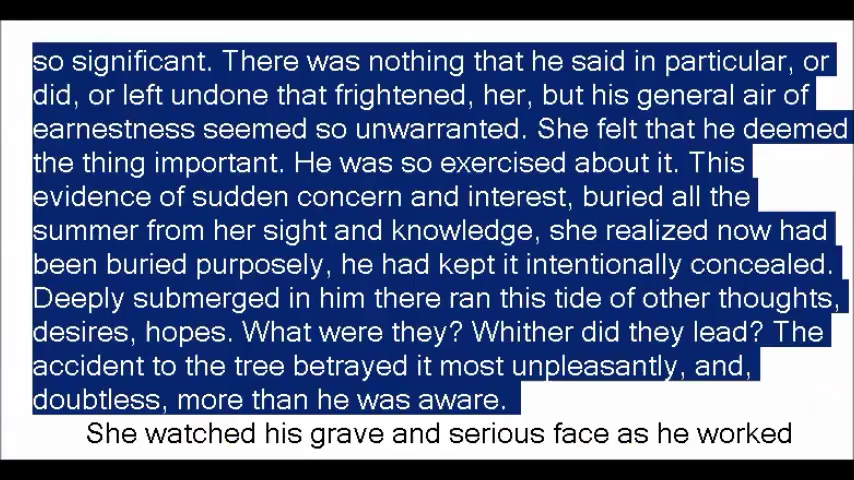 so significant. There was nothing that he said in particular, or
did, or left undone that frightened, her, but his general air of
earnestness seemed so unwarranted. She felt that he deemed
the thing important. He was so exercised about it. This
evidence of sudden concern and interest, buried all the
summer from her sight and knowledge, she realized now had
been buried purposely, he had kept it intentionally concealed.
Deeply submerged in him there ran this tide of other thoughts,
desires, hopes. What were they? Whither did they lead? The
accident to the tree betrayed it most unpleasantly, and,
doubtless, more than he was aware.
She watched his grave and serious face as he worked